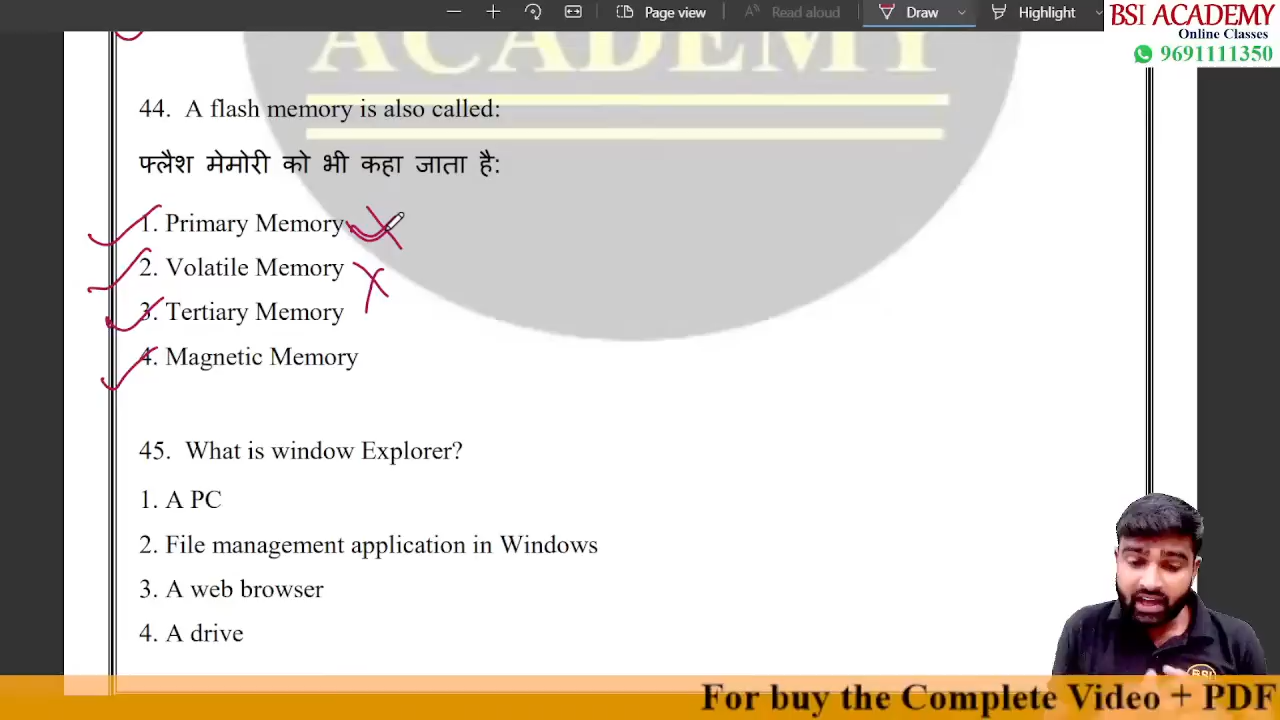 Page view
Read aloud
Draw
Highlight
BSI ACADEMY
Online Classes
9691111350
ACADEMY
44. A flash memory is also called:
फ्लैश मेमोरी को भी कहा जाता है:
1. Primary Memory
2. Volatile Memory
3. Tertiary Memory
4. Magnetic Memory
45. What is window Explorer?
1. A PC
2. File management application in Windows
3. A web browser
4. A drive
BSI
For buy the Complete Video + PDF